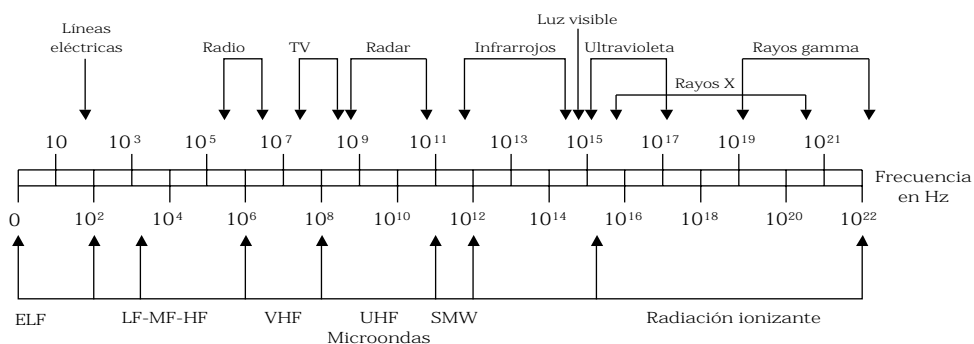 Luz visible
Líneas
eléctricas
Radio
TV
Radar
Infrarrojos
Ultravioleta
Rayos gamma
Rayos X
10 10³ 10⁵ 10⁷ 10⁹ 10¹¹ 10¹³ 10¹⁵ 10¹⁷ 10¹⁹ 10²¹
Frecuencia
en Hz
0 10² 10⁴ 10⁶ 10⁸ 10¹⁰ 10¹² 10¹⁴ 10¹⁶ 10¹⁸ 10²⁰ 10²²
ELF LF-MF-HF VHF UHF SMW Radiación ionizante
Microondas